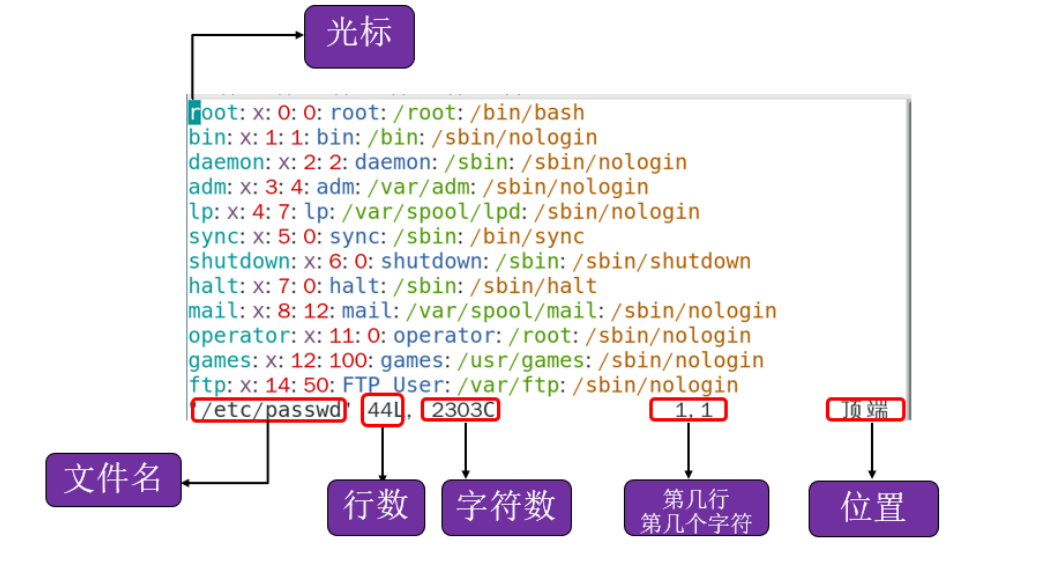 光标
root:x:0:0:root:/root:/bin/bash
bin:x:1:1:bin:/bin:/sbin/nologin
daemon:x:2:2:daemon:/sbin:/sbin/nologin
adm:x:3:4:adm:/var/adm:/sbin/nologin
lp:x:4:7:lp:/var/spool/lpd:/sbin/nologin
sync:x:5:0:sync:/sbin:/bin/sync
shutdown:x:6:0:shutdown:/sbin:/sbin/shutdown
halt:x:7:0:halt:/sbin:/sbin/halt
mail:x:8:12:mail:/var/spool/mail:/sbin/nologin
operator:x:11:0:operator:/root:/sbin/nologin
games:x:12:100:games:/usr/games:/sbin/nologin
ftp:x:14:50:FTP User:/var/ftp:/sbin/nologin
"/etc/passwd" 44L, 2303C 1,1 顶端
文件名 行数 字符数 第几行 位置
第几个字符